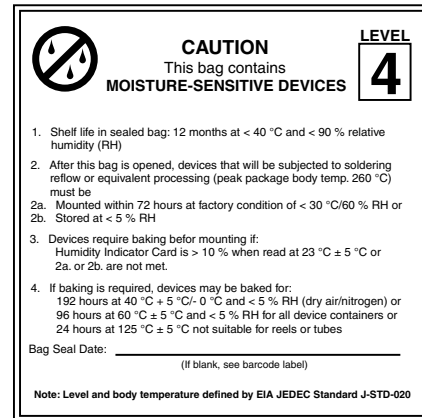 LEVEL
CAUTION
4
This bag contains
MOISTURE-SENSITIVE DEVICES
1. Shelf life in sealed bag: 12 months at < 40 °C and < 90 % relative
humidity (RH)
2. After this bag is opened, devices that will be subjected to soldering
reflow or equivalent processing (peak package body temp. 260 °C)
must be
2a. Mounted within 72 hours at factory condition of < 30 °C/60 % RH or
2b. Stored at < 5 % RH
3. Devices require baking befor mounting if:
Humidity Indicator Card is > 10 % when read at 23 °C ± 5 °C or
2a. or 2b. are not met.
4. If baking is required, devices may be baked for:
192 hours at 40 °C + 5 °C/- 0 °C and < 5 % RH (dry air/nitrogen) or
96 hours at 60 °C ± 5 °C and < 5 % RH for all device containers or
24 hours at 125 °C ± 5 °C not suitable for reels or tubes
Bag Seal Date:
(If blank, see barcode label)
Note: Level and body temperature defined by EIA JEDEC Standard J-STD-020